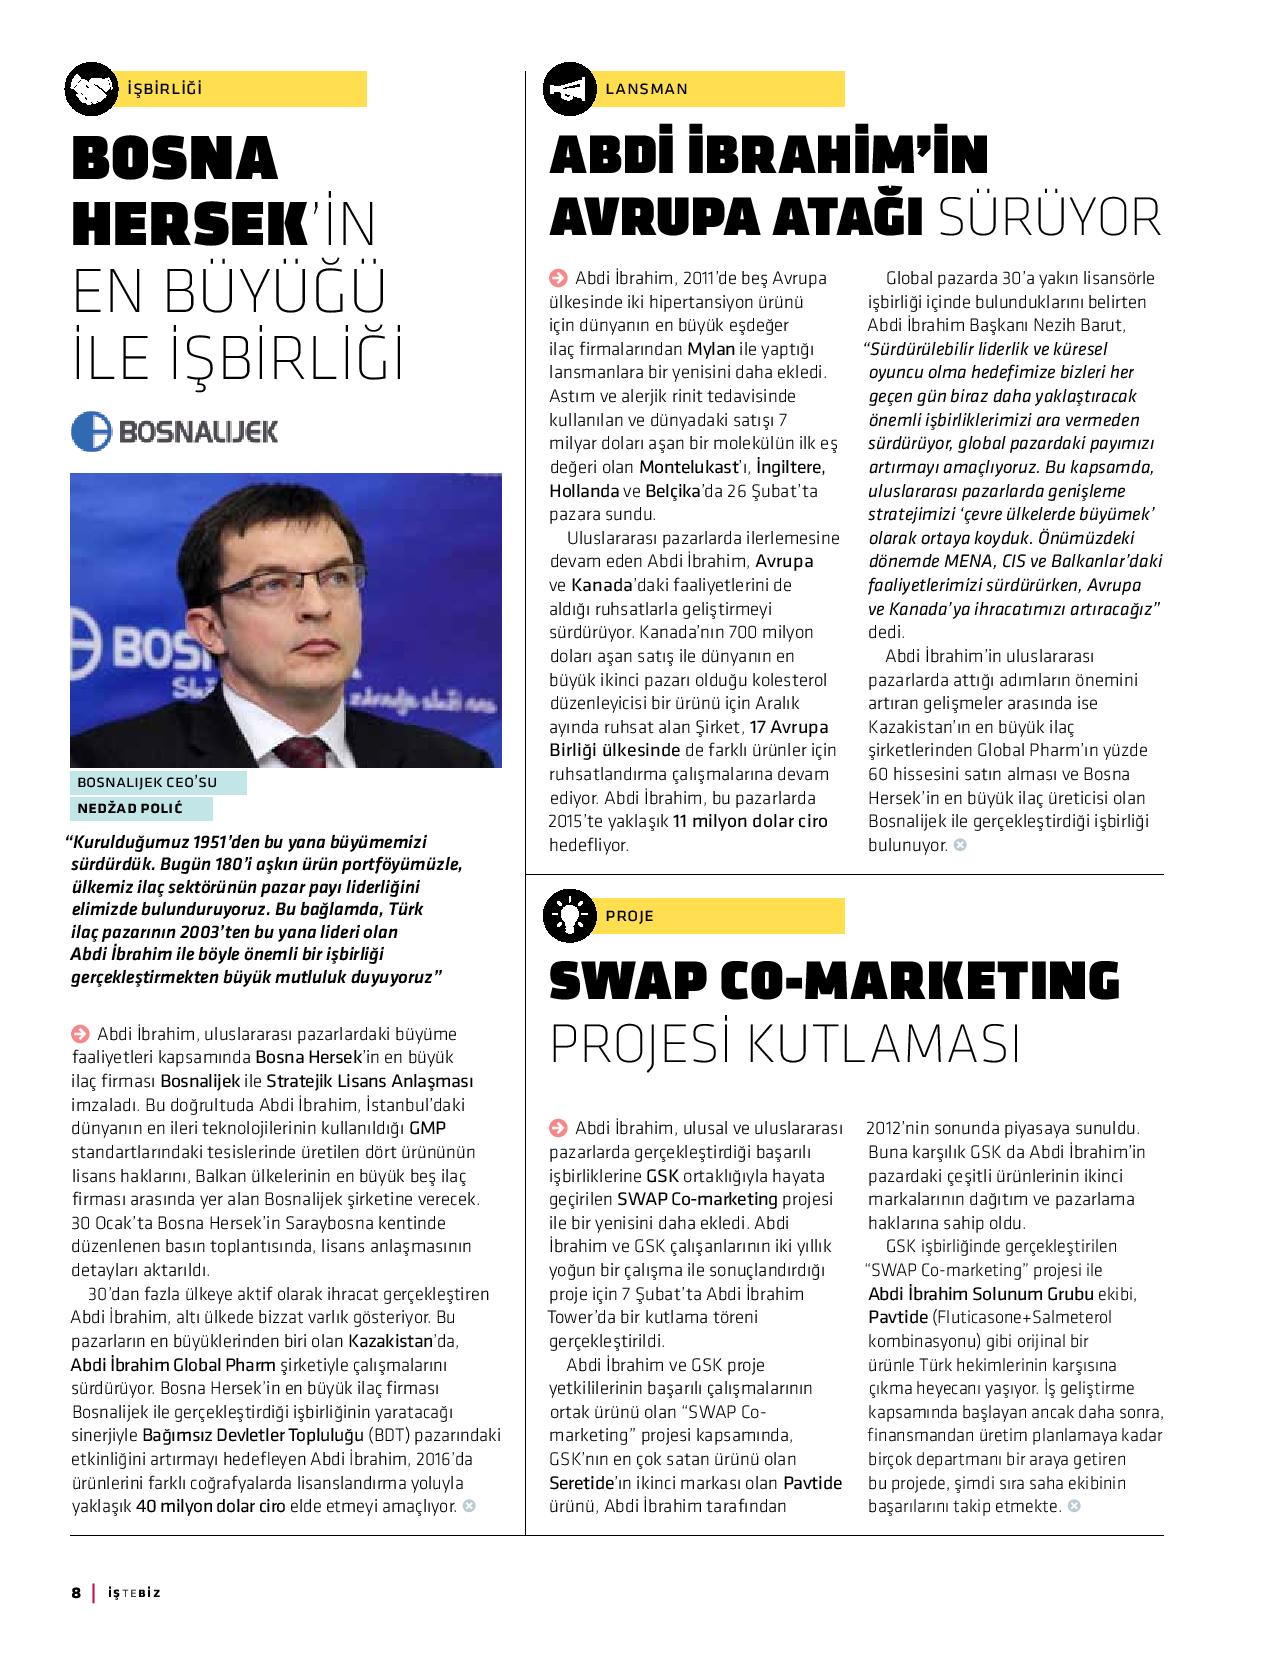 İŞBİRLİĞİ
BOSNA
HERSEK'İN
EN BÜYÜĞÜ
İLE İŞBİRLİĞİ
BOSNALIJEK
BOSNALIJEK CEO'SU
NEDŽAD POLIĆ
“Kurulduğumuz 1951'den bu yana büyümemizi
sürdürdük. Bugün 180'i aşkın ürün portföyümüzle,
ülkemiz ilaç sektörünün pazar payı liderliğini
elimizde bulunduruyoruz. Bu bağlamda, Türk
ilaç pazarının 2003'ten bu yana lideri olan
Abdi İbrahim ile böyle önemli bir işbirliği
gerçekleştirmekten büyük mutluluk duyuyoruz”
Abdi İbrahim, uluslararası pazarlardaki büyüme
faaliyetleri kapsamında Bosna Hersek'in en büyük
ilaç firması Bosnalijek ile Stratejik Lisans Anlaşması
imzaladı. Bu doğrultuda Abdi İbrahim, İstanbul'daki
dünyanın en ileri teknolojilerinin kullanıldığı GMP
standartlarındaki tesislerinde üretilen dört ürününün
lisans haklarını, Balkan ülkelerinin en büyük beş ilaç
firması arasında yer alan Bosnalijek şirketine verecek.
30 Ocak'ta Bosna Hersek'in Saraybosna kentinde
düzenlenen basın toplantısında, lisans anlaşmasının
detayları aktarıldı.
30'dan fazla ülkeye aktif olarak ihracat gerçekleştiren
Abdi İbrahim, altı ülkede bizzat varlık gösteriyor. Bu
pazarların en büyüklerinden biri olan Kazakistan'da,
Abdi İbrahim Global Pharm şirketiyle çalışmalarını
sürdürüyor. Bosna Hersek'in en büyük ilaç firması
Bosnalijek ile gerçekleştirdiği işbirliğinin yaratacağı
sinerjiyle Bağımsız Devletler Topluluğu (BDT) pazarındaki
etkinliğini artırmayı hedefleyen Abdi İbrahim, 2016'da
ürünlerini farklı coğrafyalarda lisanslandırma yoluyla
yaklaşık 40 milyon dolar ciro elde etmeyi amaçlıyor.
LANSMAN
ABDİ İBRAHİM'İN
AVRUPA ATAĞI SÜRÜYOR
Abdi İbrahim, 2011'de beş Avrupa
ülkesinde iki hipertansiyon ürünü
için dünyanın en büyük eşdeğer
ilaç firmalarından Mylan ile yaptığı
lansmanlara bir yenisini daha ekledi.
Astım ve alerjik rinit tedavisinde
kullanılan ve dünyadaki satışı 7
milyar doları aşan bir molekülün ilk eş
değeri olan Montelukast'ı, İngiltere,
Hollanda ve Belçika'da 26 Şubat'ta
pazara sundu.
Uluslararası pazarlarda ilerlemesine
devam eden Abdi İbrahim, Avrupa
ve Kanada'daki faaliyetlerini de
aldığı ruhsatlarla geliştirmeyi
sürdürüyor. Kanada'nın 700 milyon
doları aşan satış ile dünyanın en
büyük ikinci pazarı olduğu kolesterol
düzenleyicisi bir ürünü için Aralık
ayında ruhsat alan Şirket, 17 Avrupa
Birliği ülkesinde de farklı ürünler için
ruhsatlandırma çalışmalarına devam
ediyor. Abdi İbrahim, bu pazarlarda
2015'te yaklaşık 11 milyon dolar ciro
hedefliyor.
Global pazarda 30'a yakın lisansörle
işbirliği içinde bulunduklarını belirten
Abdi İbrahim Başkanı Nezih Barut,
“Sürdürülebilir liderlik ve küresel
oyuncu olma hedefimize bizleri her
geçen gün biraz daha yaklaştıracak
önemli işbirliklerimizi ara vermeden
sürdürüyor, global pazardaki payımızı
artırmayı amaçlıyoruz. Bu kapsamda,
uluslararası pazarlarda genişleme
stratejimizi ‘çevre ülkelerde büyümek’
olarak ortaya koyduk. Önümüzdeki
dönemde MENA, CIS ve Balkanlar'daki
faaliyetlerimizi sürdürürken, Avrupa
ve Kanada'ya ihracatımızı artıracağız”
dedi.
Abdi İbrahim'in uluslararası
pazarlarda attığı adımların önemini
artıran gelişmeler arasında ise
Kazakistan'ın en büyük ilaç
şirketlerinden Global Pharm'ın yüzde
60 hissesini satın alması ve Bosna
Hersek'in en büyük ilaç üreticisi olan
Bosnalijek ile gerçekleştirdiği işbirliği
bulunuyor.
PROJE
SWAP CO-MARKETING
PROJESİ KUTLAMASI
Abdi İbrahim, ulusal ve uluslararası
pazarlarda gerçekleştirdiği başarılı
işbirliklerine GSK ortaklığıyla hayata
geçirilen SWAP Co-marketing projesi
ile bir yenisini daha ekledi. Abdi
İbrahim ve GSK çalışanlarının iki yıllık
yoğun bir çalışma ile sonuçlandırdığı
proje için 7 Şubat'ta Abdi İbrahim
Tower'da bir kutlama töreni
gerçekleştirildi.
Abdi İbrahim ve GSK proje
yetkililerinin başarılı çalışmalarının
ortak ürünü olan “SWAP Co-
marketing” projesi kapsamında,
GSK'nın en çok satan ürünü olan
Seretide'ın ikinci markası olan Pavtide
ürünü, Abdi İbrahim tarafından
2012'nin sonunda piyasaya sunuldu.
Buna karşılık GSK da Abdi İbrahim'in
pazardaki çeşitli ürünlerinin ikinci
markalarının dağıtım ve pazarlama
haklarına sahip oldu.
GSK işbirliğinde gerçekleştirilen
“SWAP Co-marketing” projesi ile
Abdi İbrahim Solunum Grubu ekibi,
Pavtide (Fluticasone+Salmeterol
kombinasyonu) gibi orijinal bir
ürünle Türk hekimlerinin karşısına
çıkma heyecanı yaşıyor. İş geliştirme
kapsamında başlayan ancak daha sonra,
finansmandan üretim planlamaya kadar
birçok departmanı bir araya getiren
bu projede, şimdi sıra saha ekibinin
başarılarını takip etmekte.
8 | İŞTEBİZ